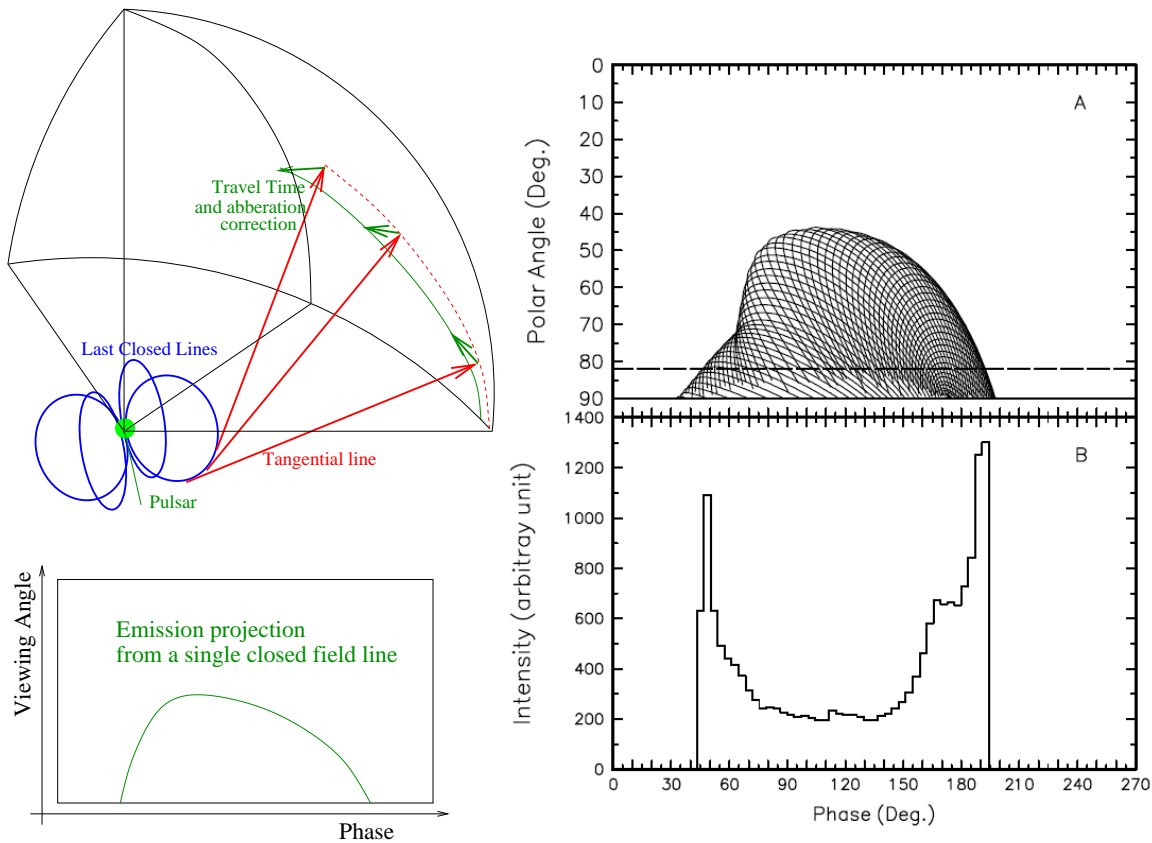 Travel Time
and abberation
correction
Last Closed Lines
Tangential line
Pulsar
Viewing Angle
Emission projection
from a single closed field line
Phase
Polar Angle (Deg.)
0
10
20
30
40
50
60
70
80
90
A
Intensity (arbitray unit)
1400
1200
1000
800
600
400
200
0
B
0 30 60 90 120 150 180 210 240 270
Phase (Deg.)